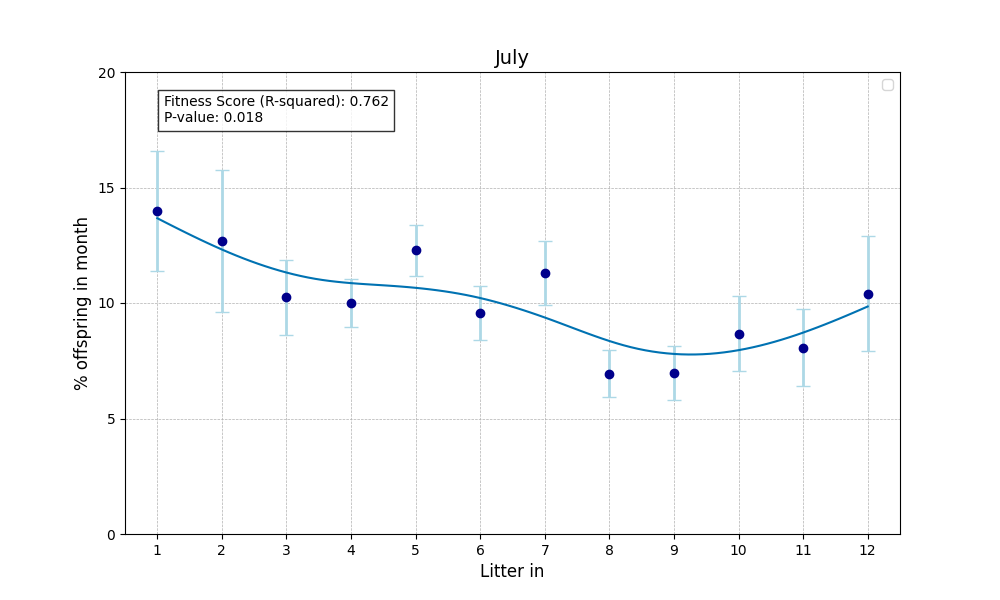 July
Fitness Score (R-squared): 0.762
P-value: 0.018
% offspring in month
20
15
10
5
0
1 2 3 4 5 6 7 8 9 10 11 12
Litter in